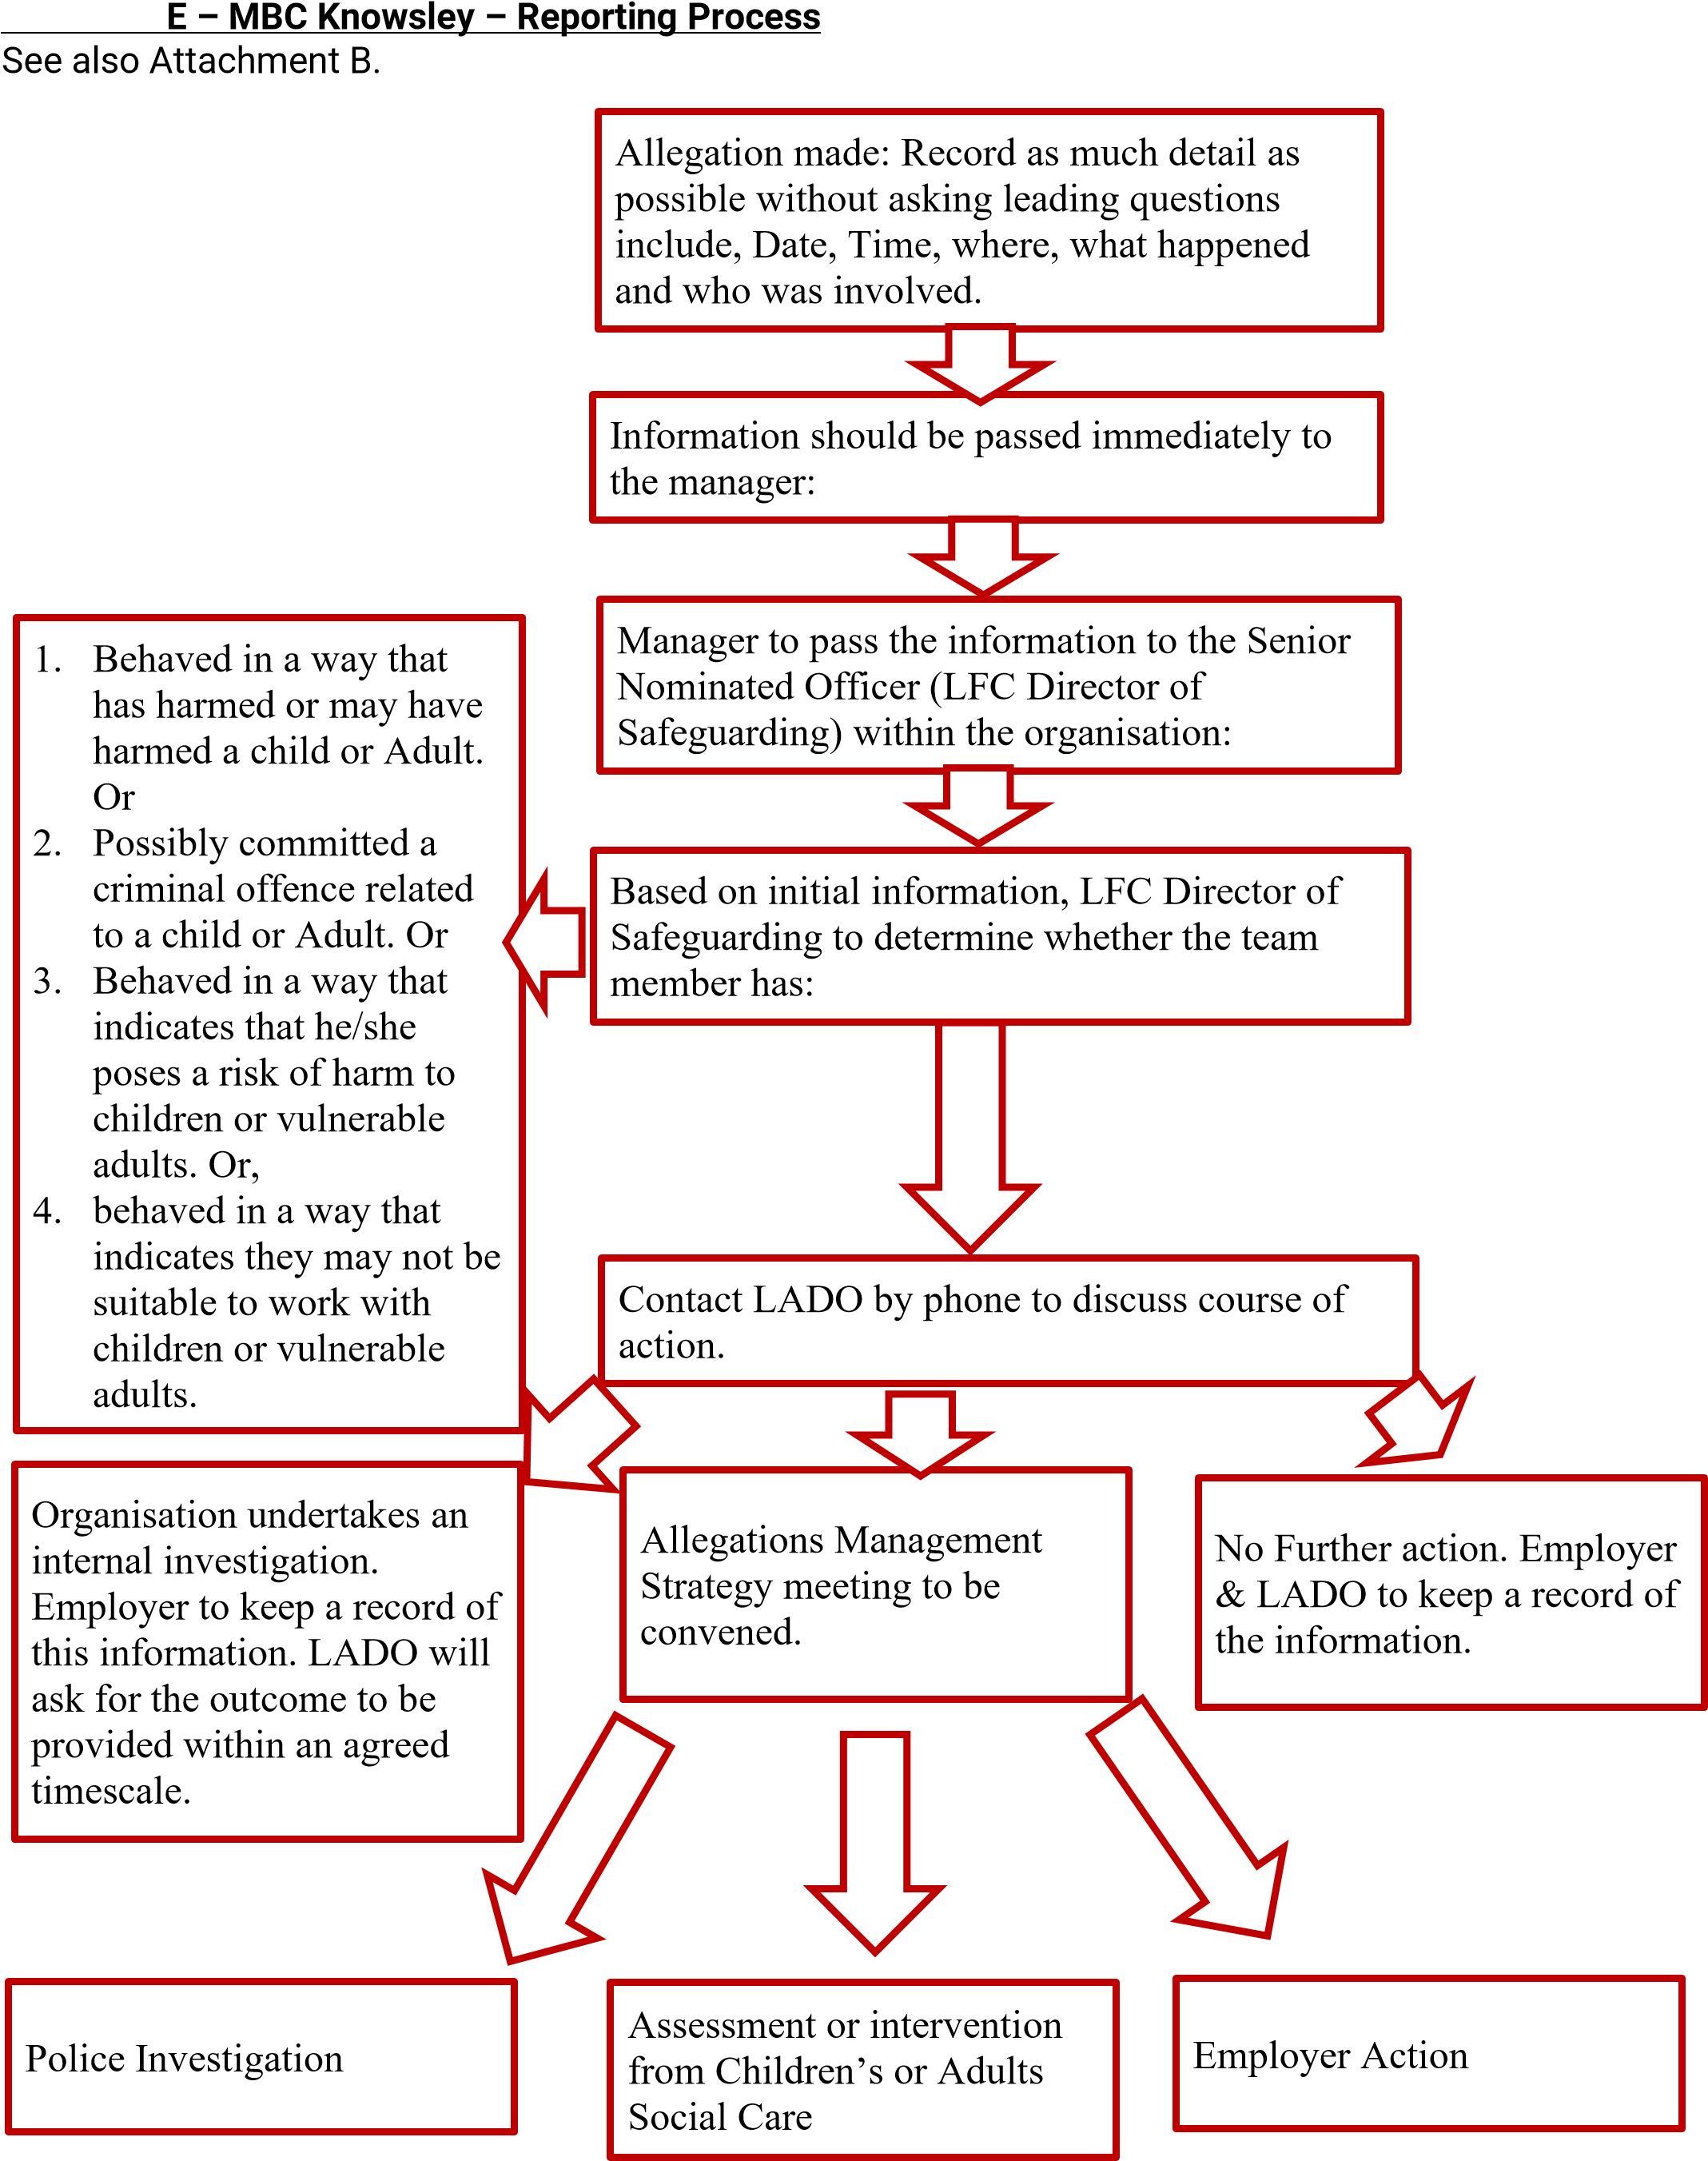 E – MBC Knowsley – Reporting Process
See also Attachment B.
Allegation made: Record as much detail as
possible without asking leading questions
include, Date, Time, where, what happened
and who was involved.
Information should be passed immediately to
the manager:
Manager to pass the information to the Senior
Nominated Officer (LFC Director of
Safeguarding) within the organisation:
Based on initial information, LFC Director of
Safeguarding to determine whether the team
member has:
1. Behaved in a way that
has harmed or may have
harmed a child or Adult.
Or
2. Possibly committed a
criminal offence related
to a child or Adult. Or
3. Behaved in a way that
indicates that he/she
poses a risk of harm to
children or vulnerable
adults. Or,
4. behaved in a way that
indicates they may not be
suitable to work with
children or vulnerable
adults.
Contact LADO by phone to discuss course of
action.
Organisation undertakes an
internal investigation.
Employer to keep a record of
this information. LADO will
ask for the outcome to be
provided within an agreed
timescale.
Allegations Management
Strategy meeting to be
convened.
No Further action. Employer
& LADO to keep a record of
the information.
Police Investigation
Assessment or intervention
from Children’s or Adults
Social Care
Employer Action